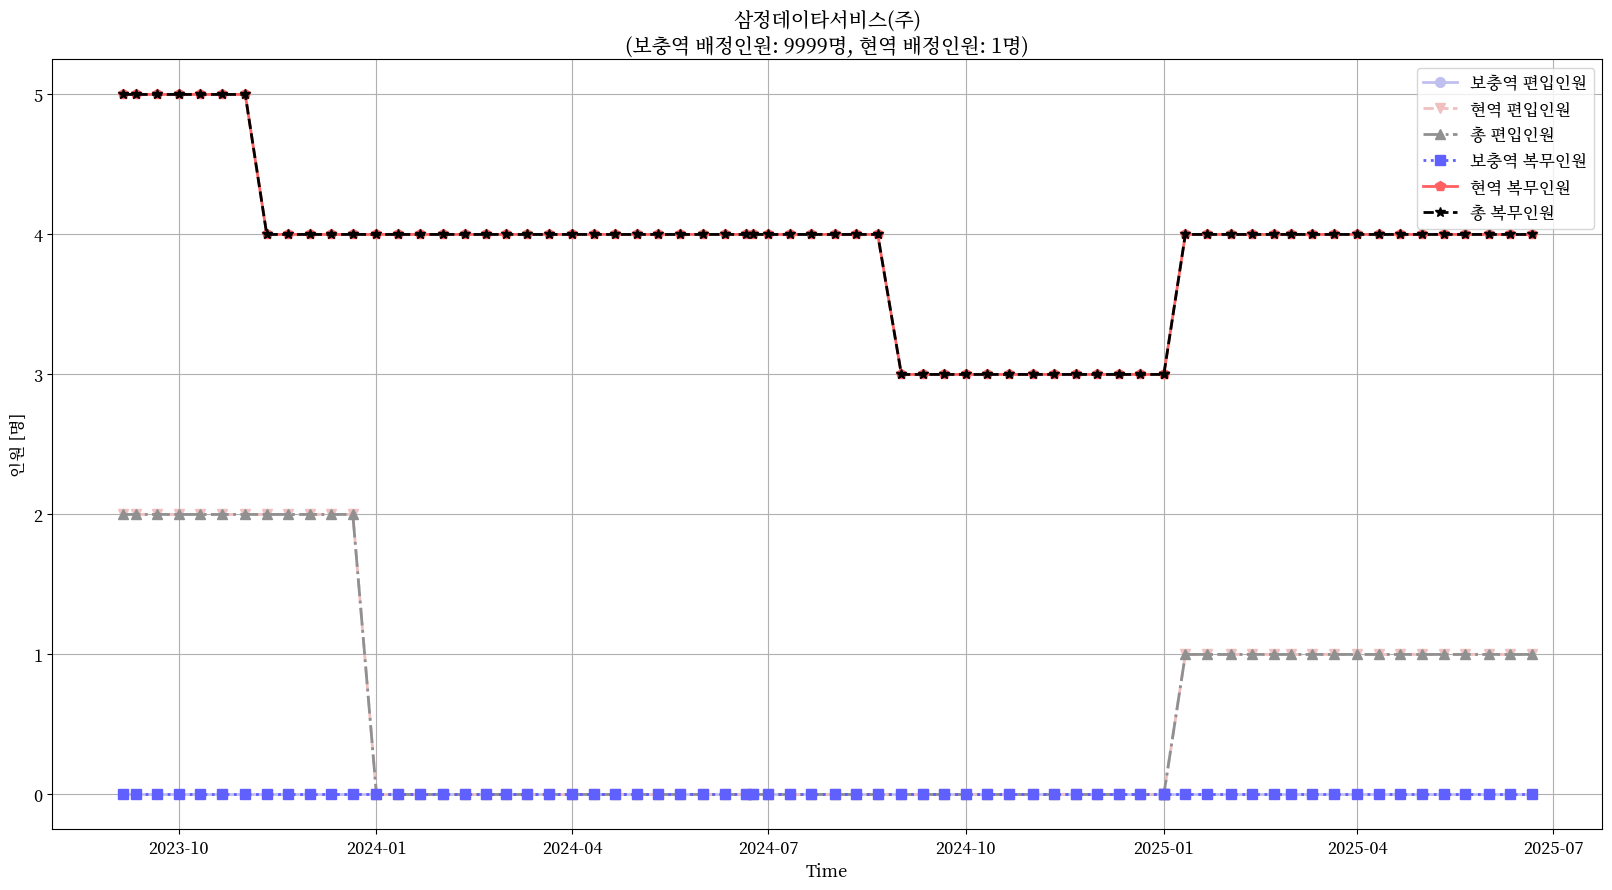 삼정데이타서비스(주)
(보충역 배정인원: 9999명, 현역 배정인원: 1명)
보충역 편입인원
현역 편입인원
총 편입인원
보충역 복무인원
현역 복무인원
총 복무인원
인원 [명]
5
4
3
2
1
0
2023-10
2024-01
2024-04
2024-07
2024-10
2025-01
2025-04
2025-07
Time